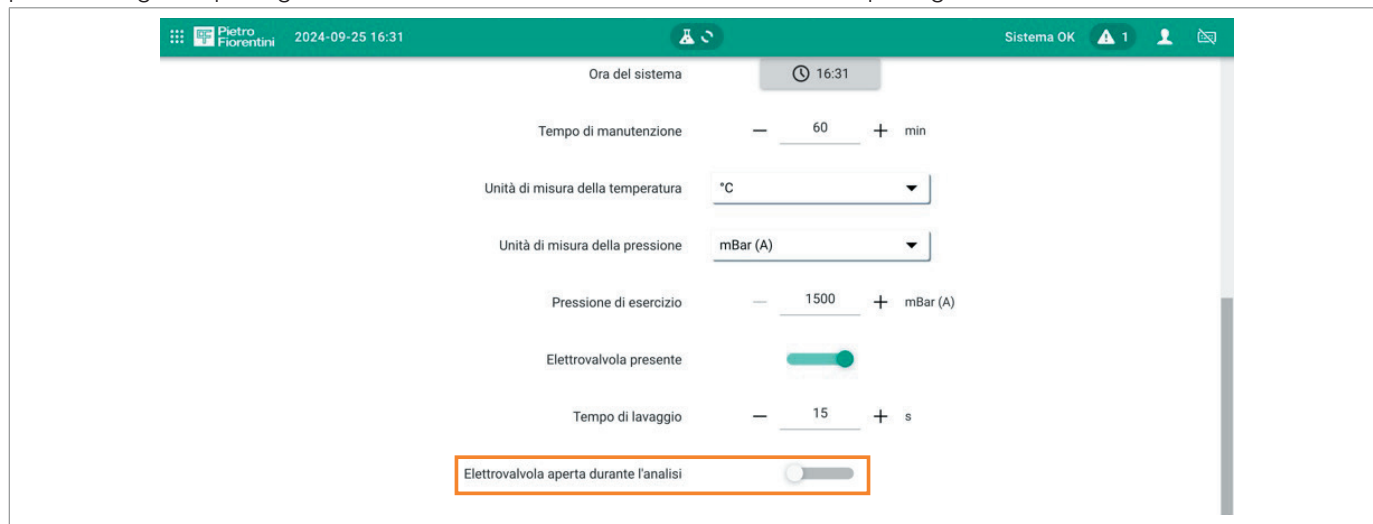 Pietro
Fiorentini
2024-09-25 16:31
Sistema OK
1
Ora del sistema
16:31
Tempo di manutenzione
60
min
Unità di misura della temperatura
°C
Unità di misura della pressione
mBar (A)
Pressione di esercizio
1500
mBar (A)
Elettrovalvola presente
Tempo di lavaggio
15
s
Elettrovalvola aperta durante l'analisi